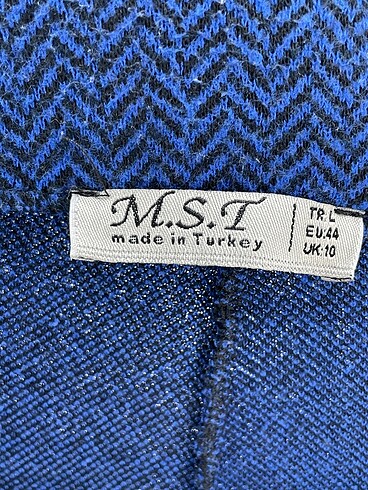 M.S.T
made in Turkey
TR.L
EU:44
UK:10